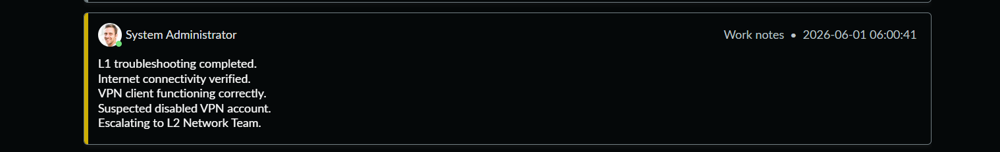 System Administrator
Work notes • 2026-06-01 06:00:41
L1 troubleshooting completed.
Internet connectivity verified.
VPN client functioning correctly.
Suspected disabled VPN account.
Escalating to L2 Network Team.